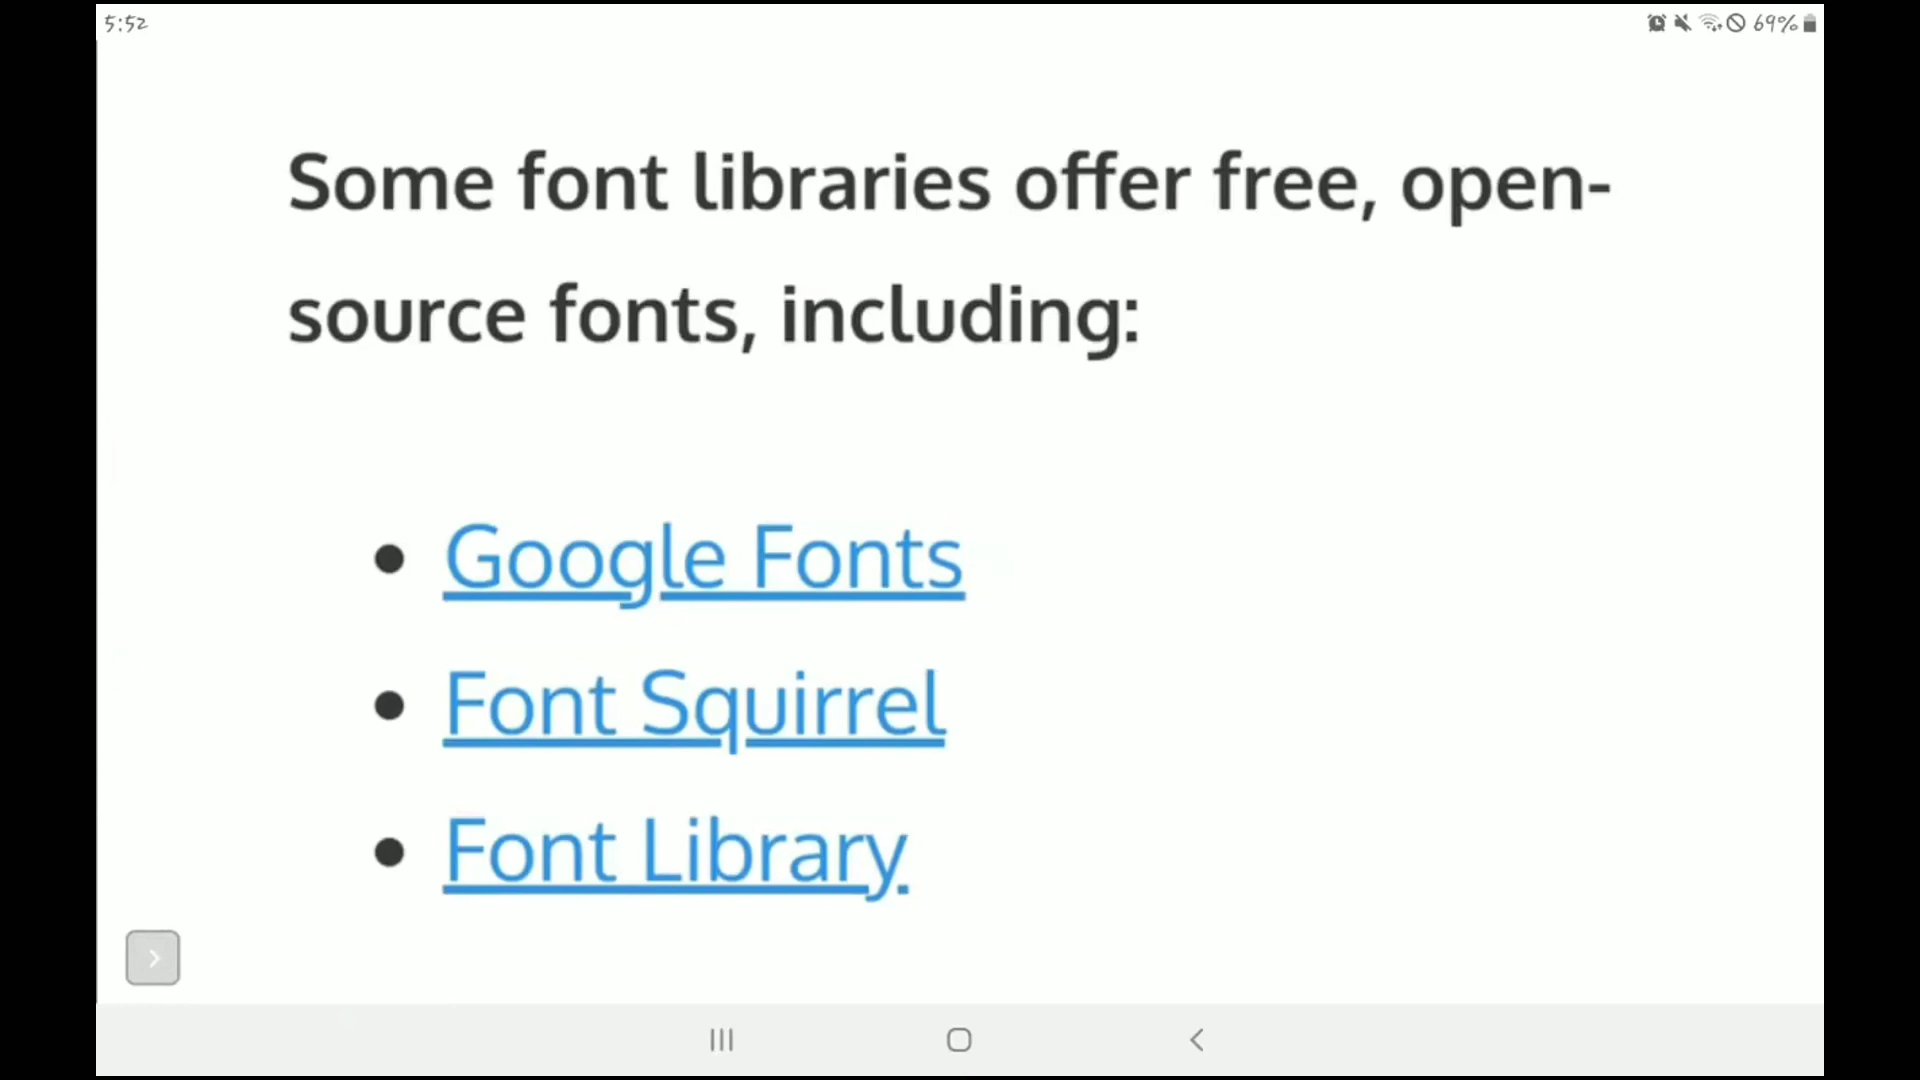 5:52
69%
Some font libraries offer free, open-
source fonts, including:
Google Fonts
Font Squirrel
Font Library